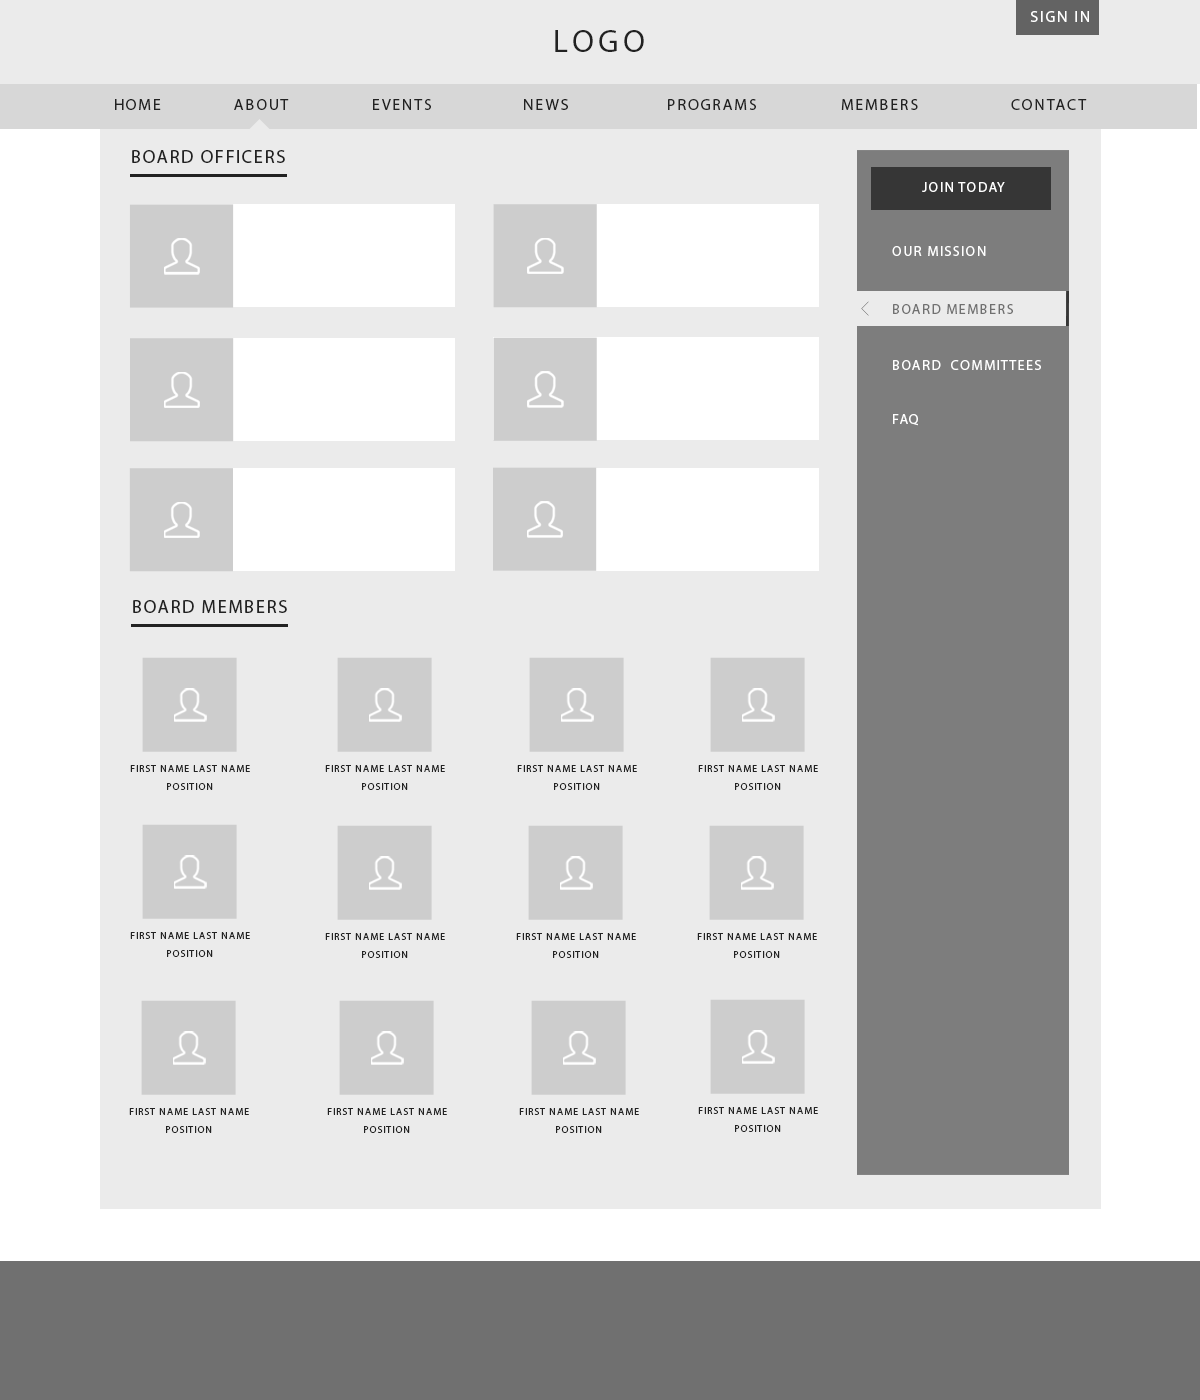 SIGN IN
LOGO
HOME ABOUT EVENTS NEWS PROGRAMS MEMBERS CONTACT
BOARD OFFICERS
JOIN TODAY
OUR MISSION
BOARD MEMBERS
BOARD COMMITTEES
FAQ
BOARD MEMBERS
FIRST NAME LAST NAME FIRST NAME LAST NAME FIRST NAME LAST NAME FIRST NAME LAST NAME
POSITION POSITION POSITION POSITION
FIRST NAME LAST NAME FIRST NAME LAST NAME FIRST NAME LAST NAME FIRST NAME LAST NAME
POSITION POSITION POSITION POSITION
FIRST NAME LAST NAME FIRST NAME LAST NAME FIRST NAME LAST NAME FIRST NAME LAST NAME
POSITION POSITION POSITION POSITION